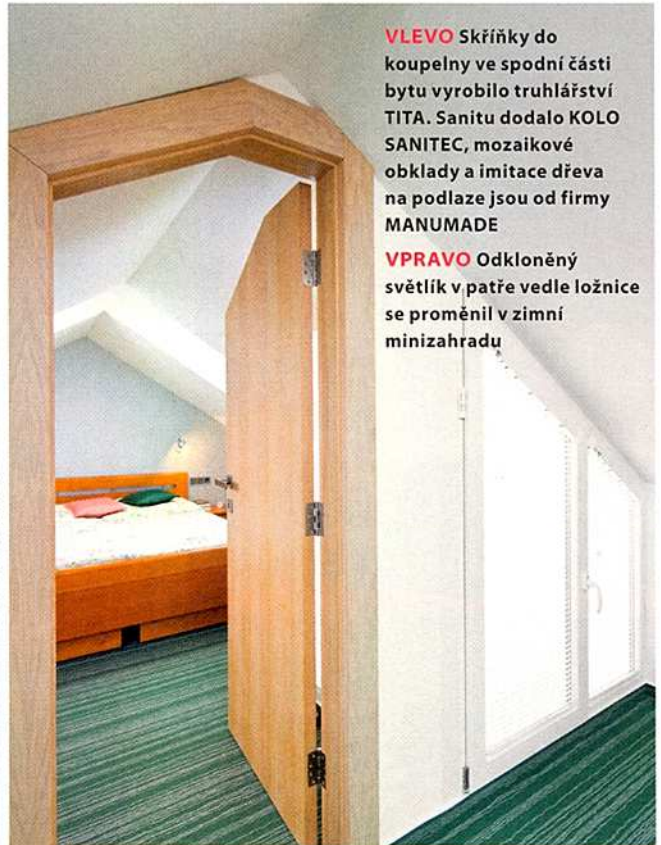 VLEVO Skříňky do
koupelny ve spodní části
bytu vyrobilo truhlářství
TITA. Sanitu dodalo KOLO
SANITEC, mozaikové
obklady a imitace dřeva
na podlaze jsou od firmy
MANUMADE
VPRAVO Odkloněný
světlík v patře vedle ložnice
se proměnil v zimní
minizahradu